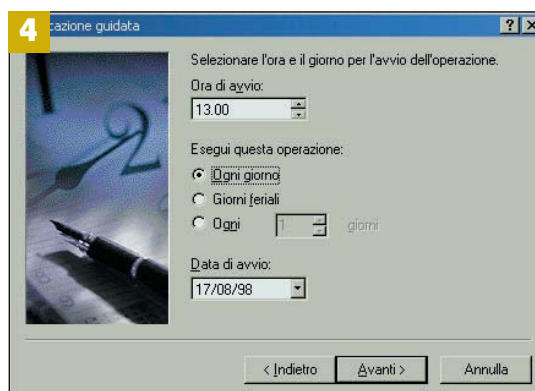 4
cazione guidata
Selezionare l'ora e il giorno per l'avvio dell'operazione.
Ora di avvio:
13.00
Esegui questa operazione:
Ogni giorno
Giorni feriali
Ogni 1 giorni
Data di avvio:
17/08/98
< Indietro Avanti > Annulla